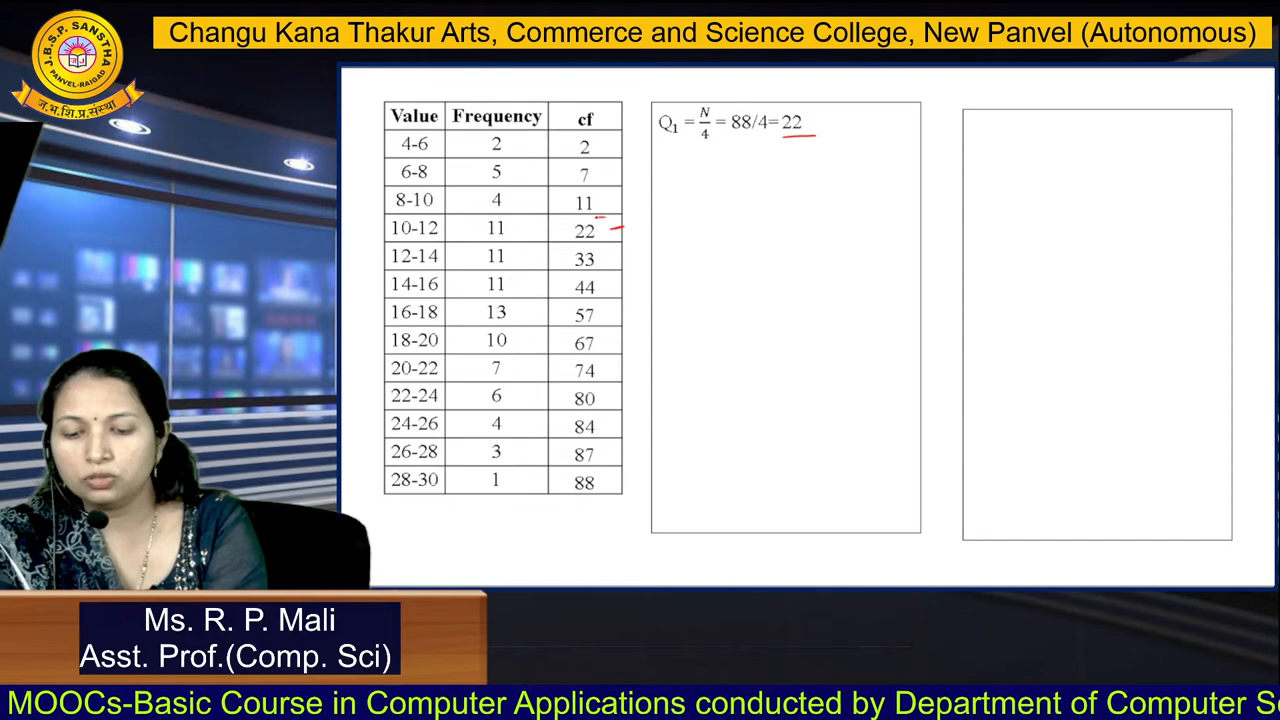 J.B.S.P. SANSTHA
PANVEL-RAIGAD
ज.भ.शि.प्र.संस्था
Changu Kana Thakur Arts, Commerce and Science College, New Panvel (Autonomous)
Value Frequency cf
4-6 2 2
6-8 5 7
8-10 4 11
10-12 11 22
12-14 11 33
14-16 11 44
16-18 13 57
18-20 10 67
20-22 7 74
22-24 6 80
24-26 4 84
26-28 3 87
28-30 1 88
Q₁ = N/4 = 88/4= 22
Ms. R. P. Mali
Asst. Prof.(Comp. Sci)
MOOCs-Basic Course in Computer Applications conducted by Department of Computer S